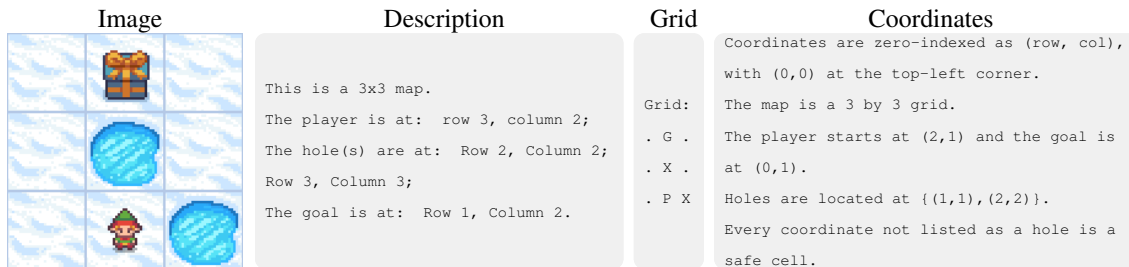 Image Description Grid Coordinates
This is a 3x3 map.
The player is at: row 3, column 2;
The hole(s) are at: Row 2, Column 2;
Row 3, Column 3;
The goal is at: Row 1, Column 2.
Grid:
. G .
. X .
. P X
Coordinates are zero-indexed as (row, col),
with (0,0) at the top-left corner.
The map is a 3 by 3 grid.
The player starts at (2,1) and the goal is
at (0,1).
Holes are located at {(1,1),(2,2)}.
Every coordinate not listed as a hole is a
safe cell.